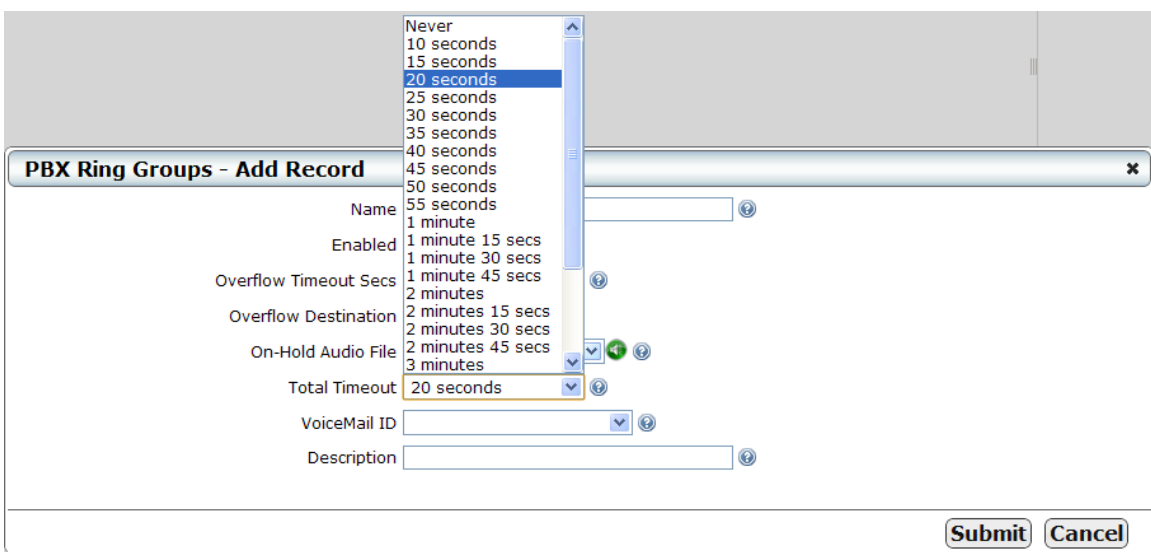 Never
10 seconds
15 seconds
20 seconds
25 seconds
30 seconds
35 seconds
40 seconds
45 seconds
50 seconds
55 seconds
1 minute
1 minute 15 secs
1 minute 30 secs
1 minute 45 secs
2 minutes
2 minutes 15 secs
2 minutes 30 secs
2 minutes 45 secs
3 minutes
PBX Ring Groups - Add Record
Name
Enabled
Overflow Timeout Secs
Overflow Destination
On-Hold Audio File
Total Timeout 20 seconds
VoiceMail ID
Description
Submit Cancel